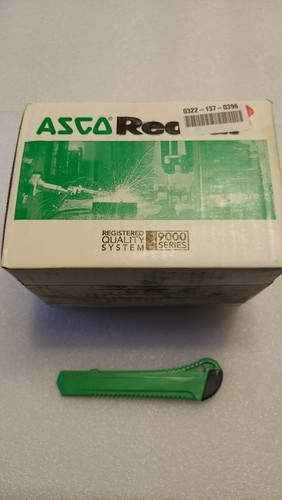 0322-137-0396
ASCO®
REGISTERED
QUALITY
SYSTEM
9000
SERIES